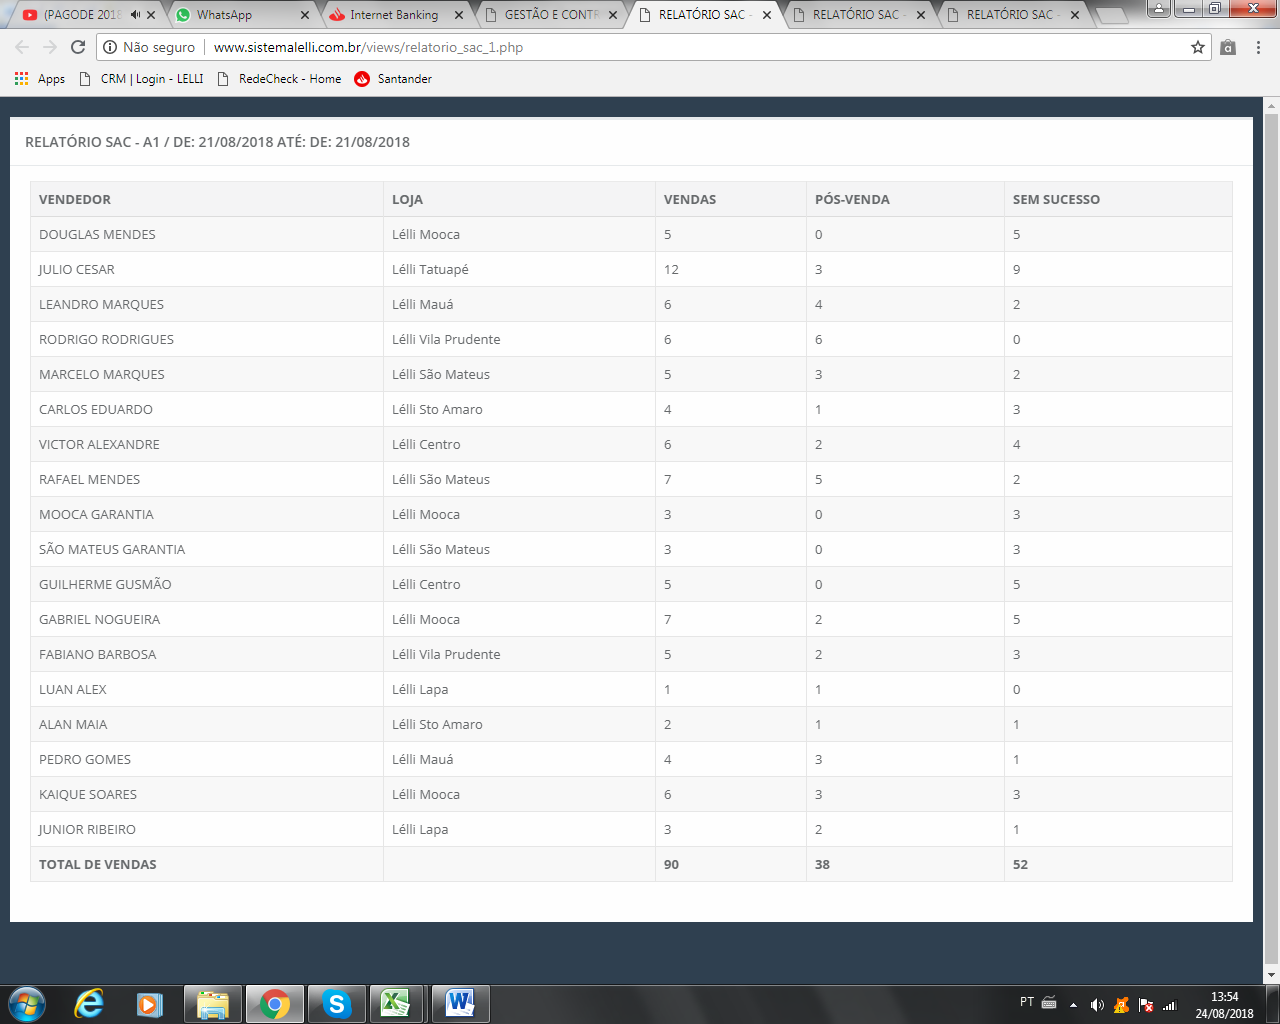 (PAGODE 2018
WhatsApp
Internet Banking
GESTÃO E CONTR
RELATÓRIO SAC -
RELATÓRIO SAC -
RELATÓRIO SAC -
Não seguro www.sistemalelli.com.br/views/relatorio_sac_1.php
Apps CRM | Login - LELLI RedeCheck - Home Santander
RELATÓRIO SAC - A1 / DE: 21/08/2018 ATÉ: DE: 21/08/2018
VENDEDOR LOJA VENDAS PÓS-VENDA SEM SUCESSO
DOUGLAS MENDES Lélli Mooca 5 0 5
JULIO CESAR Lélli Tatuapé 12 3 9
LEANDRO MARQUES Lélli Mauá 6 4 2
RODRIGO RODRIGUES Lélli Vila Prudente 6 6 0
MARCELO MARQUES Lélli São Mateus 5 3 2
CARLOS EDUARDO Lélli Sto Amaro 4 1 3
VICTOR ALEXANDRE Lélli Centro 6 2 4
RAFAEL MENDES Lélli São Mateus 7 5 2
MOOCA GARANTIA Lélli Mooca 3 0 3
SÃO MATEUS GARANTIA Lélli São Mateus 3 0 3
GUILHERME GUSMÃO Lélli Centro 5 0 5
GABRIEL NOGUEIRA Lélli Mooca 7 2 5
FABIANO BARBOSA Lélli Vila Prudente 5 2 3
LUAN ALEX Lélli Lapa 1 1 0
ALAN MAIA Lélli Sto Amaro 2 1 1
PEDRO GOMES Lélli Mauá 4 3 1
KAIQUE SOARES Lélli Mooca 6 3 3
JUNIOR RIBEIRO Lélli Lapa 3 2 1
TOTAL DE VENDAS 90 38 52
PT
13:54
24/08/2018